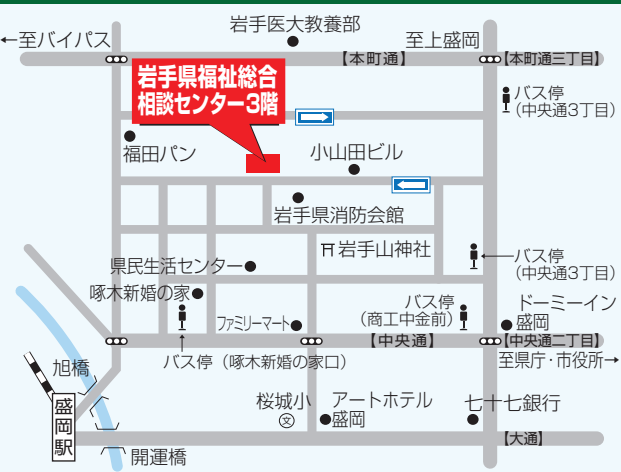 岩手医大教養部
←至バイパス
至上盛岡
【本町通】
【本町通三丁目】
岩手県福祉総合
相談センター3階
バス停
(中央通3丁目)
福田パン
小山田ビル
岩手県消防会館
岩手山神社
バス停
(中央通3丁目)
県民生活センター
啄木新婚の家
ファミリーマート
バス停
(商工中金前)
ドーミーイン
盛岡
【中央通】
【中央通二丁目】
バス停(啄木新婚の家口)
至県庁・市役所→
旭橋
盛岡駅
桜城小
文
アートホテル
盛岡
七十七銀行
【大通】
開運橋